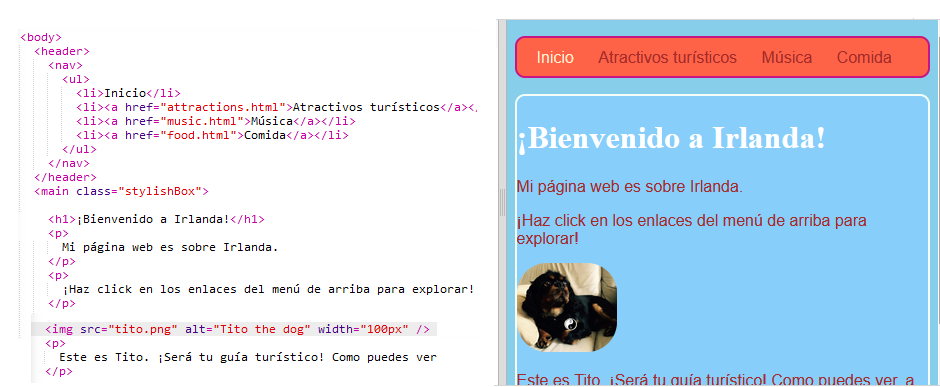 <body>
<header>
<nav>
<ul>
<li>Inicio</li>
<li><a href="attractions.html">Atractivos turísticos</a></
<li><a href="music.html">Música</a></li>
<li><a href="food.html">Comida</a></li>
</ul>
</nav>
</header>
<main class="stylishBox">
<h1>¡Bienvenido a Irlanda!</h1>
<p>
Mi página web es sobre Irlanda.
</p>
<p>
¡Haz click en los enlaces del menú de arriba para explorar!
</p>
<img src="tito.png" alt="Tito the dog" width="100px" />
<p>
Este es Tito. ¡Será tu guía turístico! Como puedes ver
</p>
Inicio Atractivos turísticos Música Comida
¡Bienvenido a Irlanda!
Mi página web es sobre Irlanda.
¡Haz click en los enlaces del menú de arriba para
explorar!
Este es Tito. ¡Será tu guía turístico! Como puedes ver, a